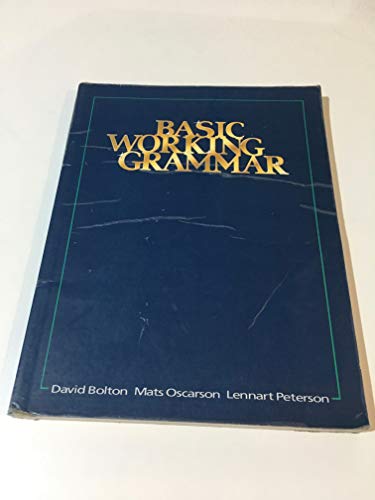 BASIC
WORKING
GRAMMAR
David Bolton Mats Oscarson Lennart Peterson